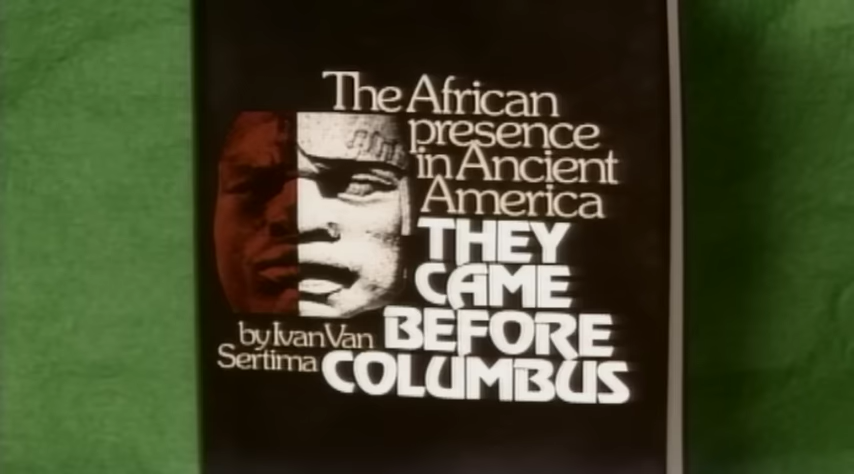 The African
presence
in Ancient
America
THEY
CAME
BEFORE
COLUMBUS
by Ivan Van
Sertima